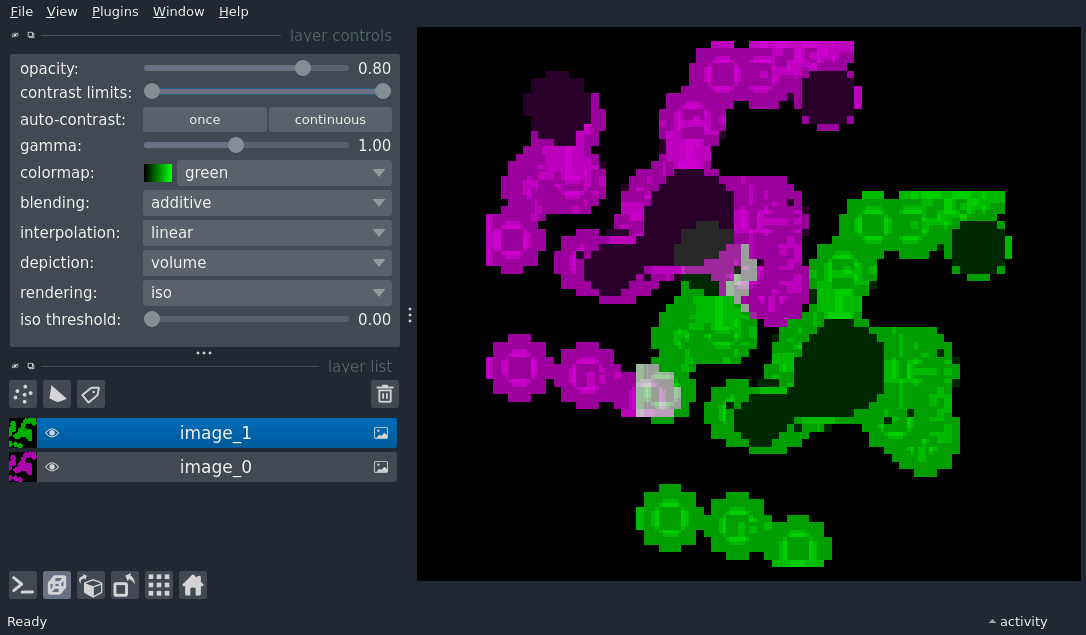 File View Plugins Window Help
layer controls
opacity: 0.80
contrast limits:
auto-contrast: once continuous
gamma: 1.00
colormap: green
blending: additive
interpolation: linear
depiction: volume
rendering: iso
iso threshold: 0.00
layer list
image_1
image_0
Ready activity